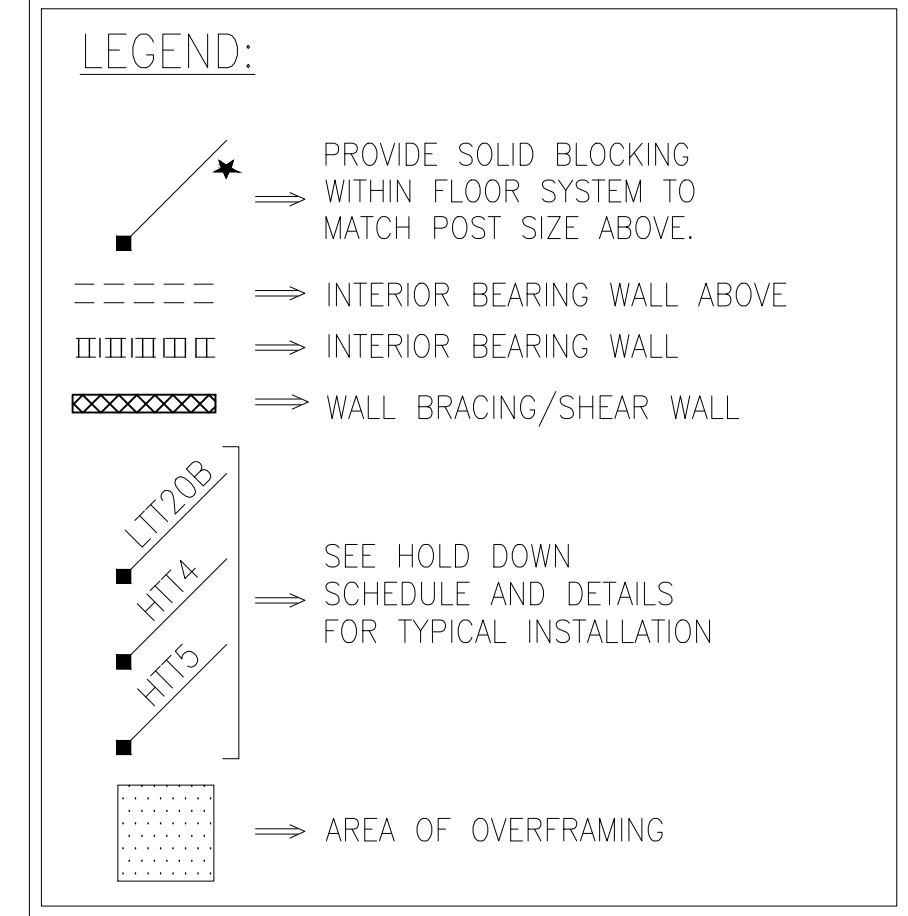 LEGEND:
PROVIDE SOLID BLOCKING
WITHIN FLOOR SYSTEM TO
MATCH POST SIZE ABOVE.
INTERIOR BEARING WALL ABOVE
INTERIOR BEARING WALL
WALL BRACING/SHEAR WALL
LTT20B
HTT4
HTT5
SEE HOLD DOWN
SCHEDULE AND DETAILS
FOR TYPICAL INSTALLATION
AREA OF OVERFRAMING